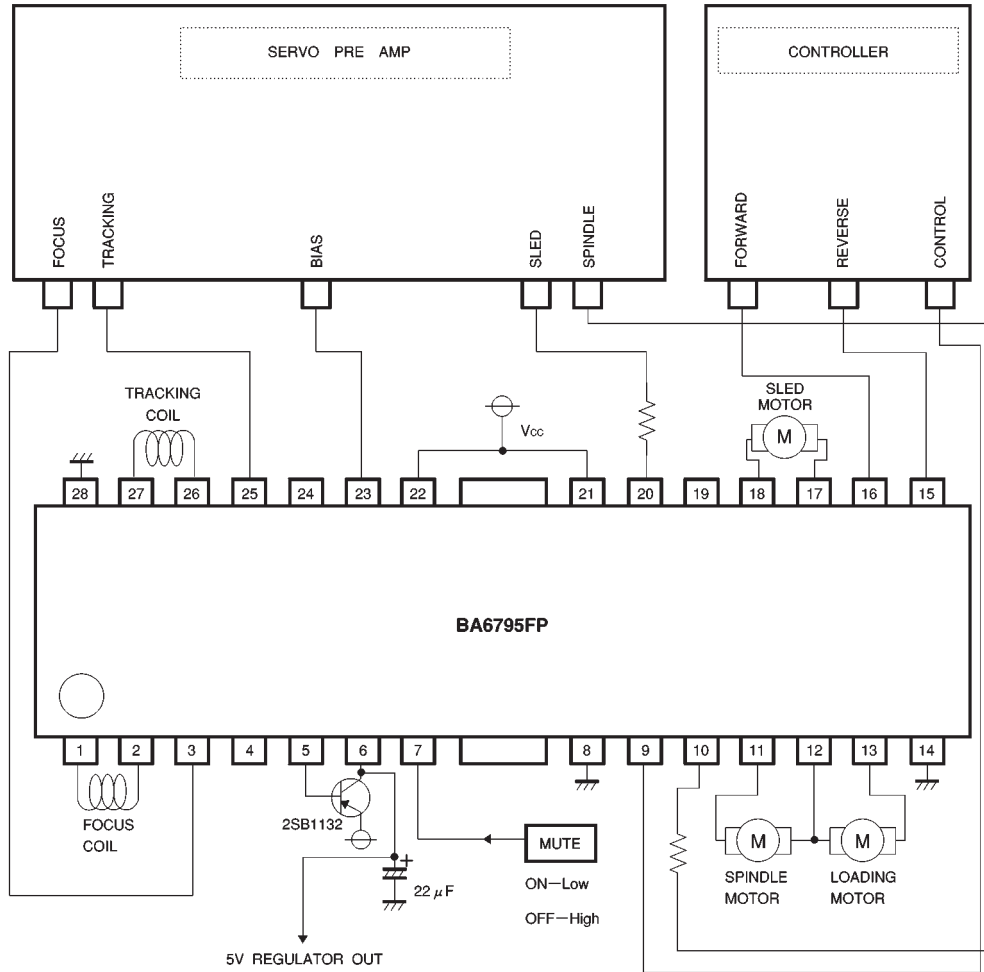 SERVO PRE AMP
CONTROLLER
FOCUS
TRACKING
BIAS
SLED
SPINDLE
FORWARD
REVERSE
CONTROL
TRACKING
COIL
Vcc
SLED
MOTOR
M
28
27
26
25
24
23
22
21
20
19
18
17
16
15
BA6795FP
1
2
3
4
5
6
7
8
9
10
11
12
13
14
FOCUS
COIL
2SB1132
+
22 μF
MUTE
ON－Low
OFF－High
M
SPINDLE
MOTOR
M
LOADING
MOTOR
5V REGULATOR OUT